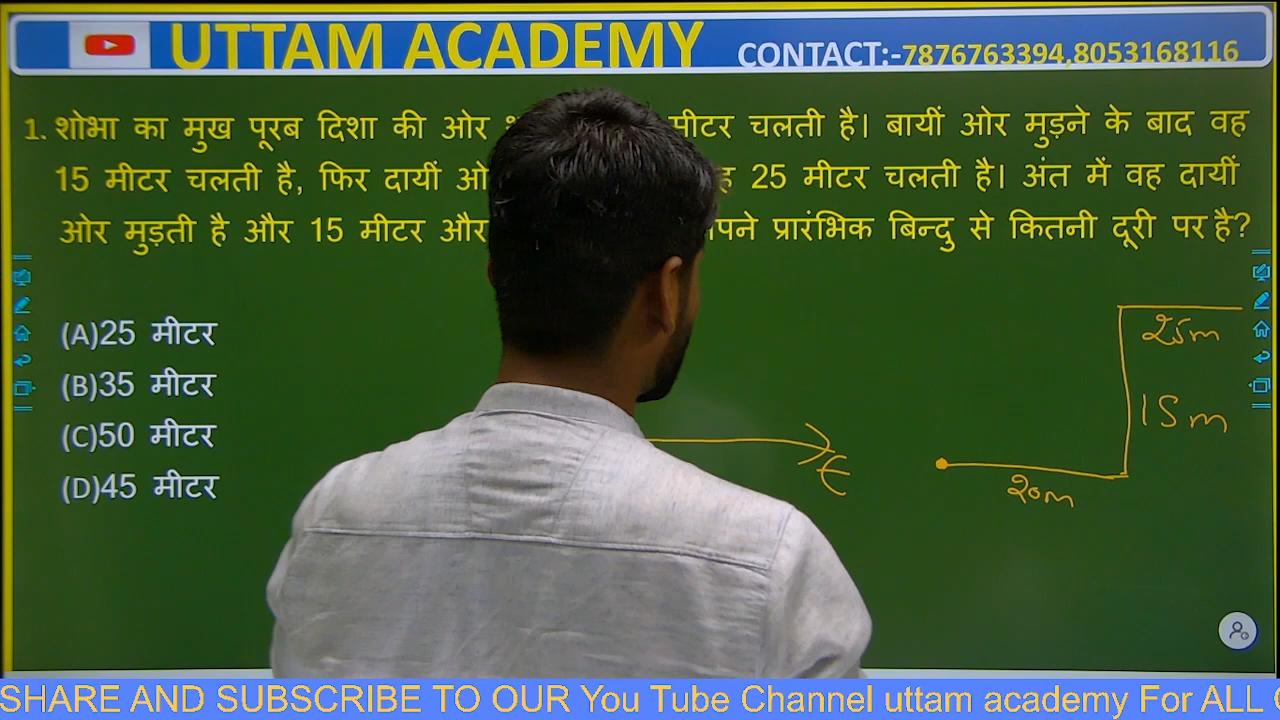 UTTAM ACADEMY CONTACT:-7876763394,8053168116
1. शोभा का मुख पूरब दिशा की ओर मीटर चलती है। बायीं ओर मुड़ने के बाद वह
15 मीटर चलती है, फिर दायीं 25 मीटर चलती है। अंत में वह दायीं
ओर मुड़ती है और 15 मीटर और प्रारंभिक बिन्दु से कितनी दूरी पर है?
(A)25 मीटर
(B)35 मीटर
(C)50 मीटर
(D)45 मीटर
25m
15m
E
20m
SHARE AND SUBSCRIBE TO OUR You Tube Channel uttam academy For ALL